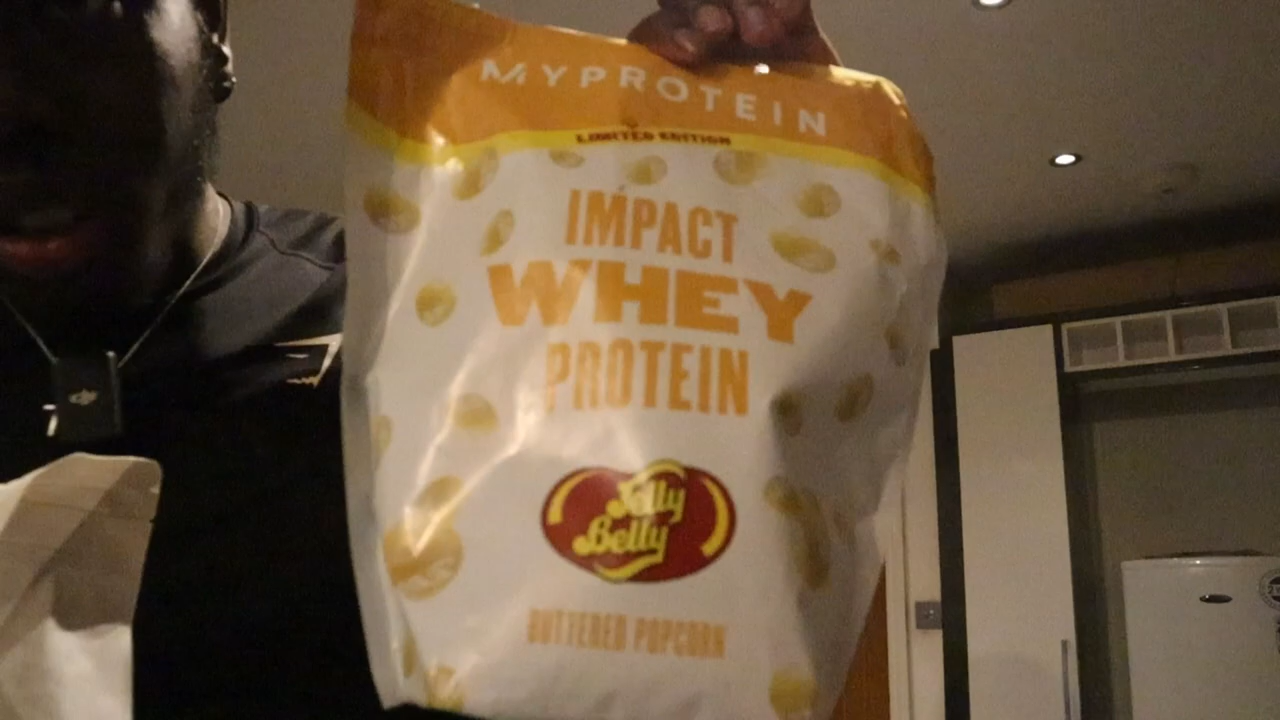 MYPROTEIN
LIMITED EDITION
IMPACT
WHEY
PROTEIN
Jelly
Belly
BUTTERED POPCORN